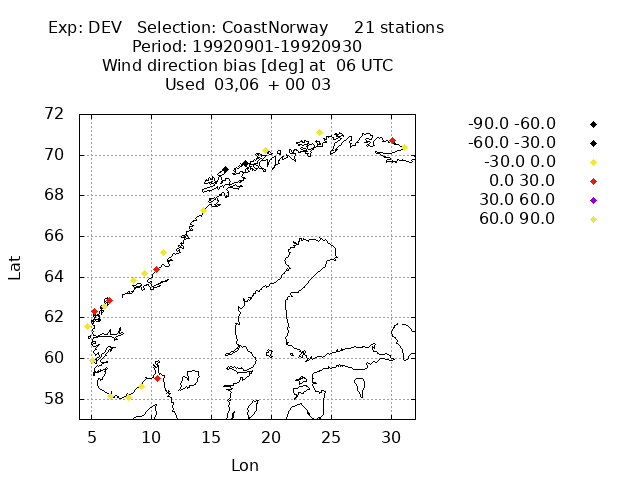 Exp: DEV   Selection: CoastNorway     21 stations
Period: 19920901-19920930
Wind direction bias [deg] at  06 UTC
Used  03,06  + 00 03
72
70
68
66
64
62
60
58
Lat
5 10 15 20 25 30
Lon
-90.0 -60.0
-60.0 -30.0
-30.0 0.0
0.0 30.0
30.0 60.0
60.0 90.0